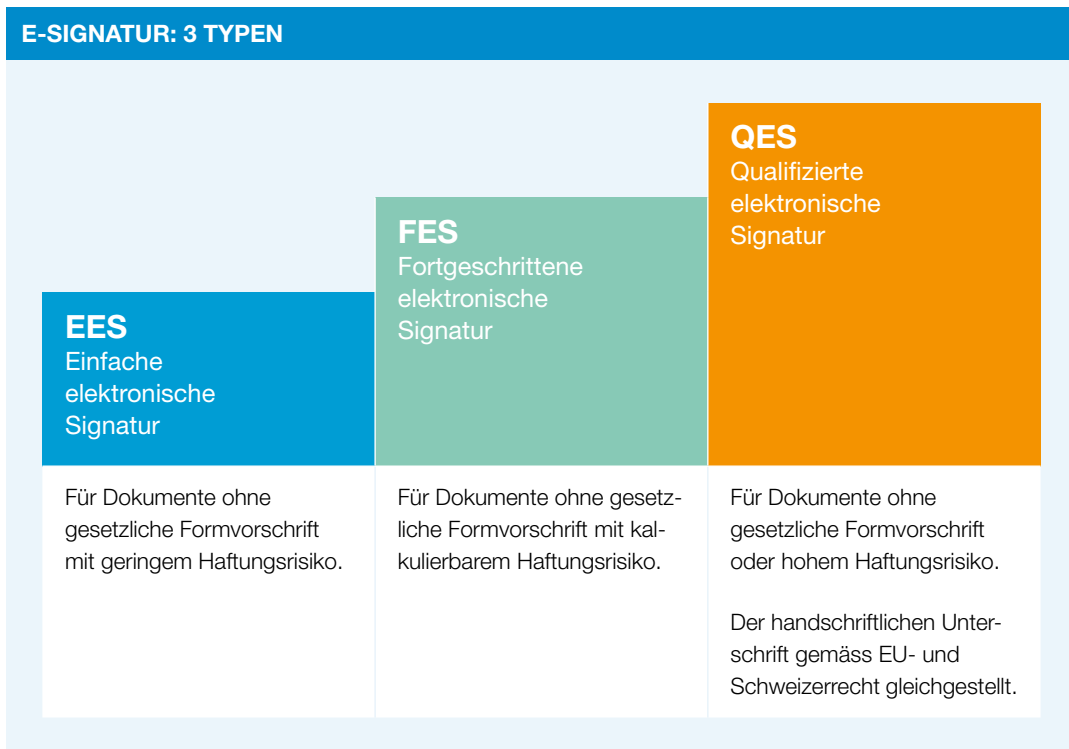 E-SIGNATUR: 3 TYPEN
EES
Einfache
elektronische
Signatur
Für Dokumente ohne
gesetzliche Formvorschrift
mit geringem Haftungsrisiko.
FES
Fortgeschrittene
elektronische
Signatur
Für Dokumente ohne gesetz-
liche Formvorschrift mit kal-
kulierbarem Haftungsrisiko.
QES
Qualifizierte
elektronische
Signatur
Für Dokumente ohne
gesetzliche Formvorschrift
oder hohem Haftungsrisiko.
Der handschriftlichen Unter-
schrift gemäss EU- und
Schweizerrecht gleichgestellt.